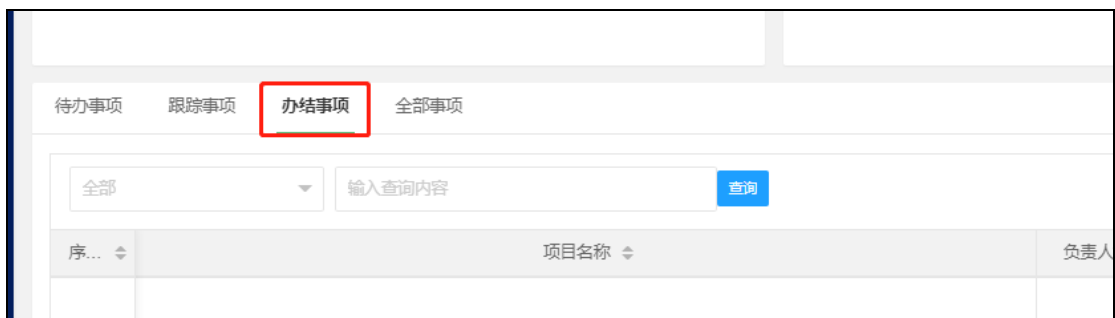 待办事项 跟踪事项 办结事项 全部事项
全部 输入查询内容 查询
序... 项目名称 负责人